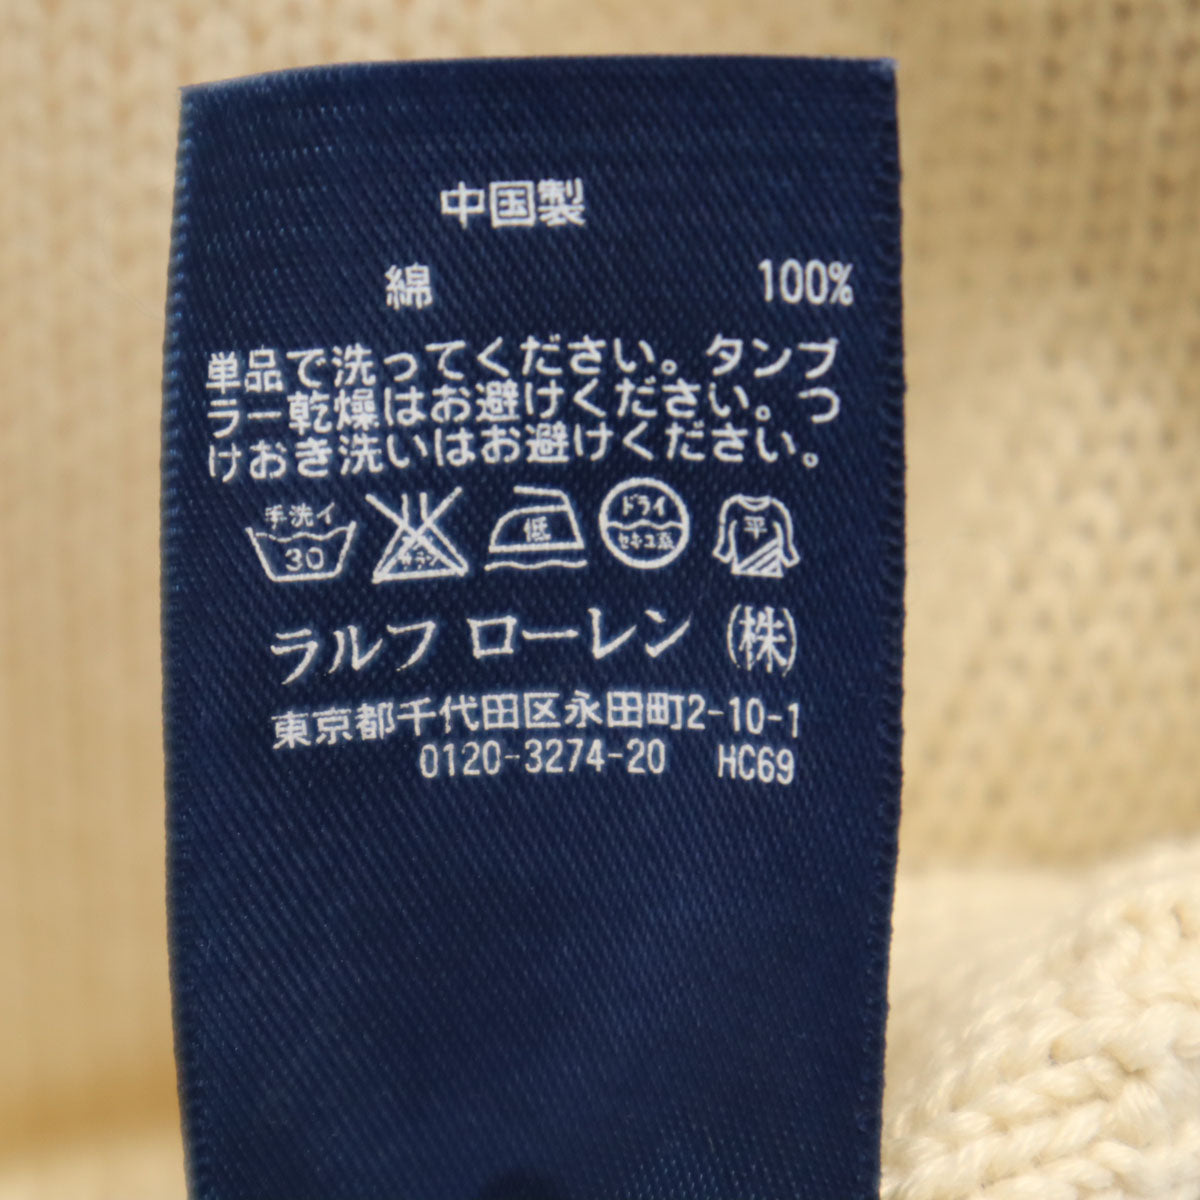 中国製
綿 100%
単品で洗ってください。タンブ
ラー乾燥はお避けください。つ
けおき洗いはお避けください。
手洗イ 30 低 ドライ セキユ系 平
ラルフ ローレン (株)
東京都千代田区永田町2-10-1
0120-3274-20 HC69